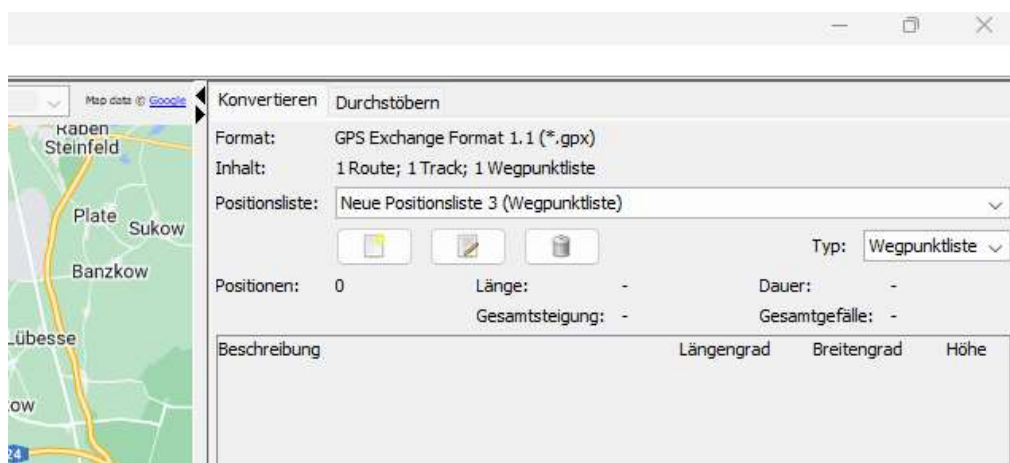 Map data © Google
Raben
Steinfeld
Plate
Sukow
Banzkow
Lübesse
ow
24
Konvertieren Durchstöbern
Format: GPS Exchange Format 1.1 (*.gpx)
Inhalt: 1 Route; 1 Track; 1 Wegpunktliste
Positionsliste: Neue Positionsliste 3 (Wegpunktliste)
Typ: Wegpunktliste
Positionen: 0 Länge: - Dauer: -
Gesamtsteigung: - Gesamtgefälle: -
Beschreibung Längengrad Breitengrad Höhe